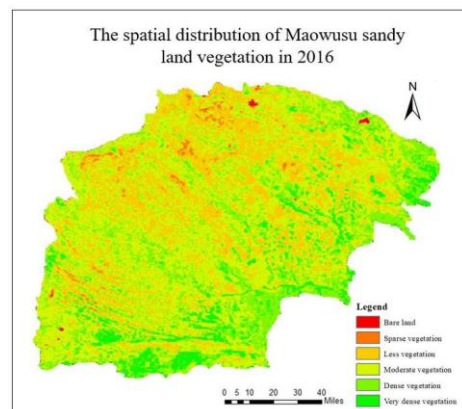 The spatial distribution of Maowusu sandy
land vegetation in 2016
N
Legend
Bare land
Sparse vegetation
Less vegetation
Moderate vegetation
Dense vegetation
Very dense vegetation
0 5 10 20 30 40
Miles